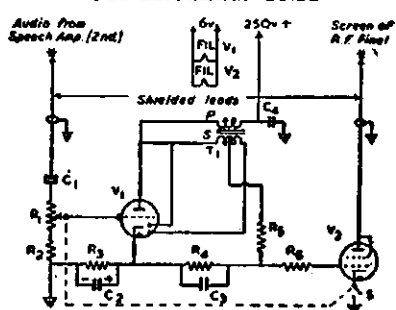 Audio from Speech Amp. (2nd.)
6v
250v +
Screen of R.F. Final
FIL V1
FIL V2
Shielded leads
P
C4
S
T1
C1
V1
R1
R5
V2
R2
R3
R4
R6
C2
C3
S